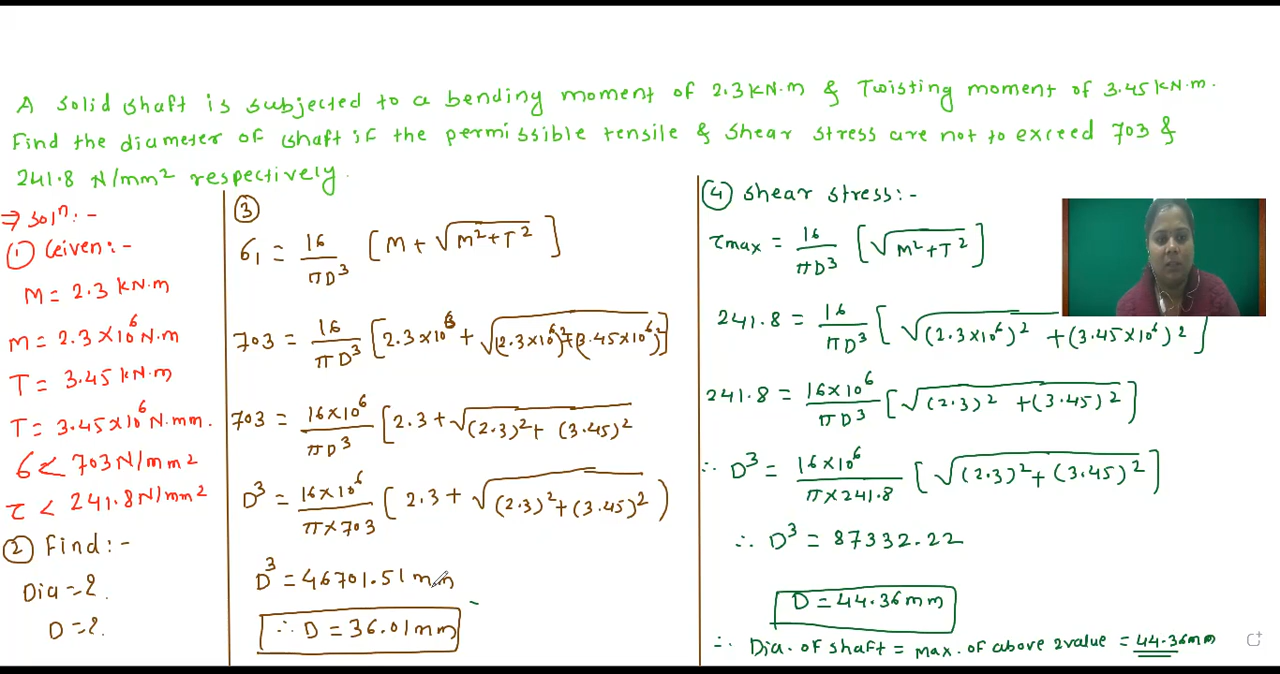 A solid shaft is subjected to a bending moment of 2.3 kN.m & Twisting moment of 3.45 kN.m.
Find the diameter of shaft if the permissible tensile & shear stress are not to exceed 703 &
241.8 N/mm2 respectively.
⇒ Solⁿ:-
① Given:-
M = 2.3 kN.m
M = 2.3×10⁶ N.m
T = 3.45 kN.m
T = 3.45×10⁶ N.mm.
σ < 703 N/mm2
τ < 241.8 N/mm2
② Find:-
Dia = ?.
D = ?.
③
σ₁ = 16/πD³ [M + √M²+T²]
703 = 16/πD³ [2.3×10⁶ + √(2.3×10⁶)²+(3.45×10⁶)²]
703 = 16×10⁶/πD³ [2.3 + √(2.3)² + (3.45)²
D³ = 16×10⁶/π×703 [2.3 + √(2.3)² + (3.45)²)
D³ = 46701.51 mm
∴ D = 36.01 mm
④ Shear stress:-
τmax = 16/πD³ [√M²+T²]
241.8 = 16/πD³ [√(2.3×10⁶)² + (3.45×10⁶)²]
241.8 = 16×10⁶/πD³ [√(2.3)² + (3.45)²]
∴ D³ = 16×10⁶/π×241.8 [√(2.3)² + (3.45)²]
∴ D³ = 87332.22
D = 44.36 mm
∴ Dia. of shaft = max. of above 2 value = 44.36 mm